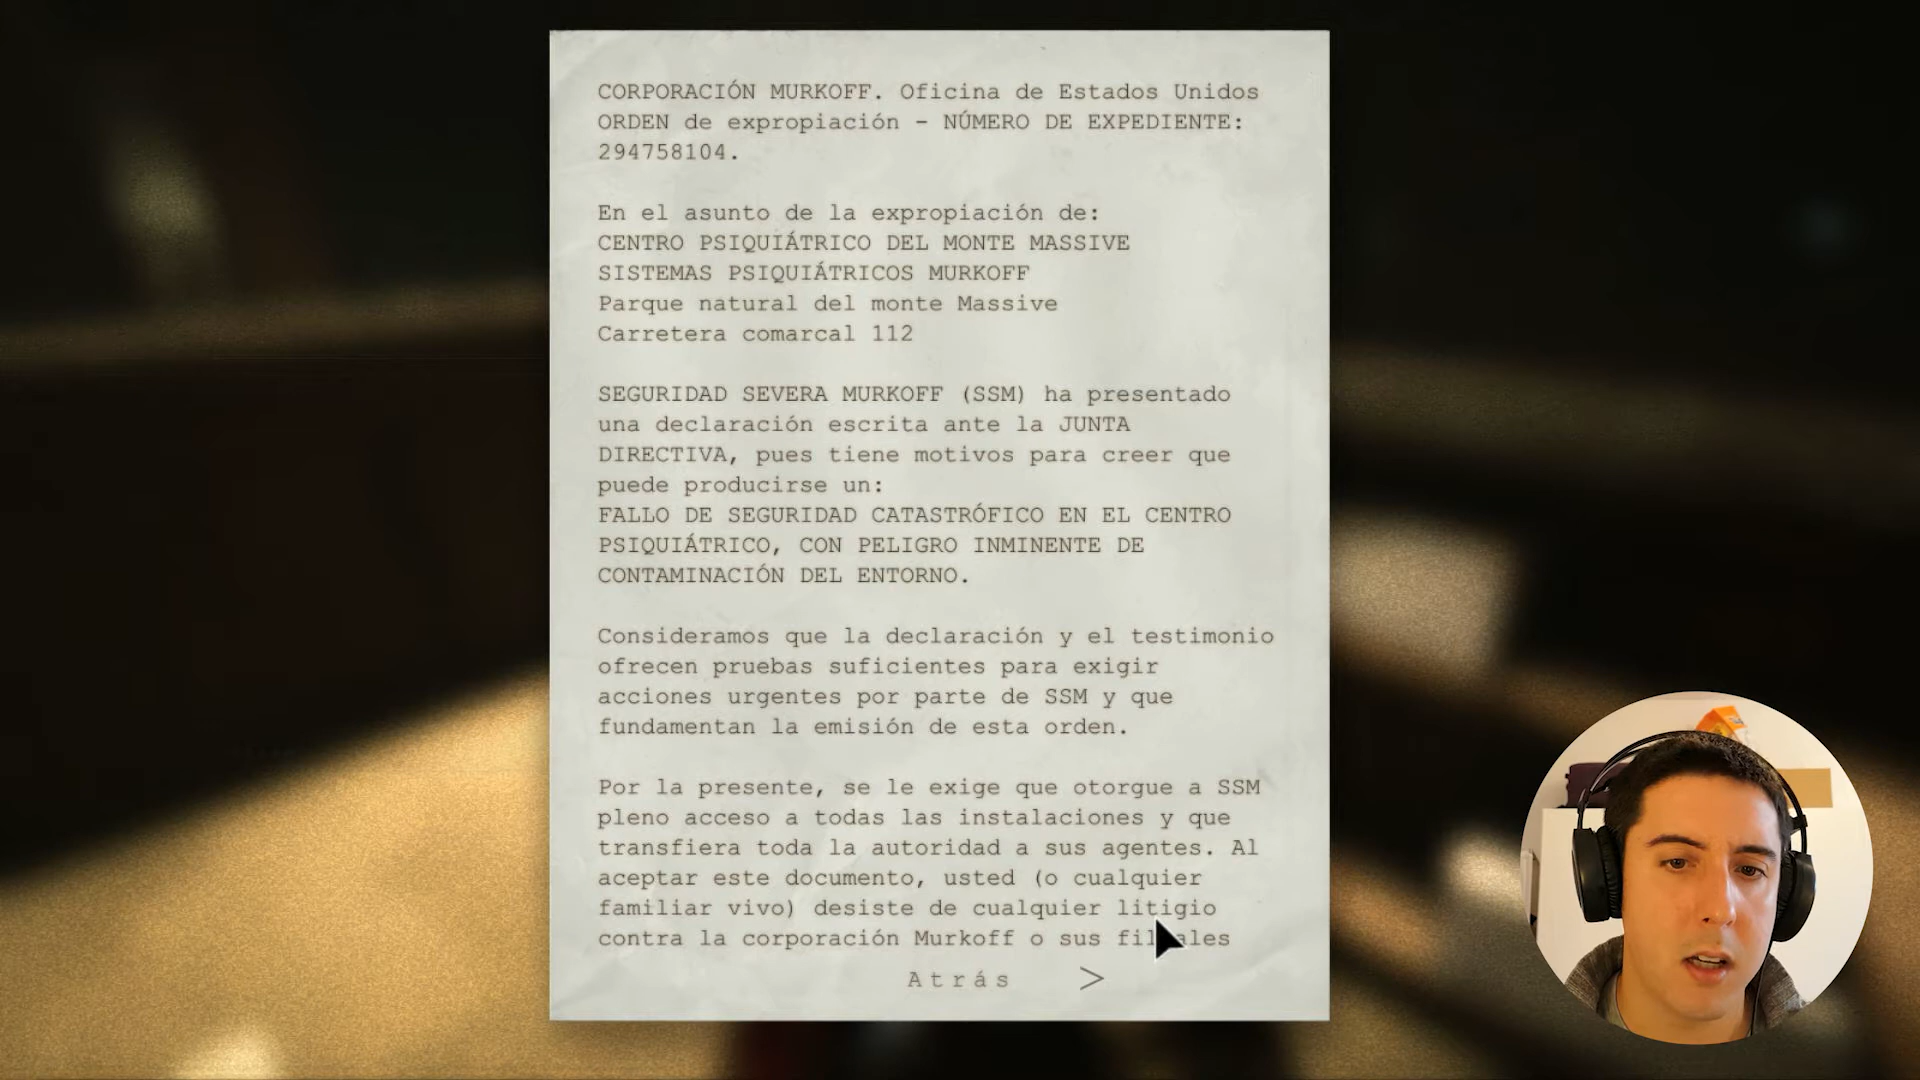 CORPORACIÓN MURKOFF. Oficina de Estados Unidos
ORDEN de expropiación - NÚMERO DE EXPEDIENTE:
294758104.
En el asunto de la expropiación de:
CENTRO PSIQUIÁTRICO DEL MONTE MASSIVE
SISTEMAS PSIQUIÁTRICOS MURKOFF
Parque natural del monte Massive
Carretera comarcal 112
SEGURIDAD SEVERA MURKOFF (SSM) ha presentado
una declaración escrita ante la JUNTA
DIRECTIVA, pues tiene motivos para creer que
puede producirse un:
FALLO DE SEGURIDAD CATASTRÓFICO EN EL CENTRO
PSIQUIÁTRICO, CON PELIGRO INMINENTE DE
CONTAMINACIÓN DEL ENTORNO.
Consideramos que la declaración y el testimonio
ofrecen pruebas suficientes para exigir
acciones urgentes por parte de SSM y que
fundamentan la emisión de esta orden.
Por la presente, se le exige que otorgue a SSM
pleno acceso a todas las instalaciones y que
transfiera toda la autoridad a sus agentes. Al
aceptar este documento, usted (o cualquier
familiar vivo) desiste de cualquier litigio
contra la corporación Murkoff o sus filiales
Atrás >